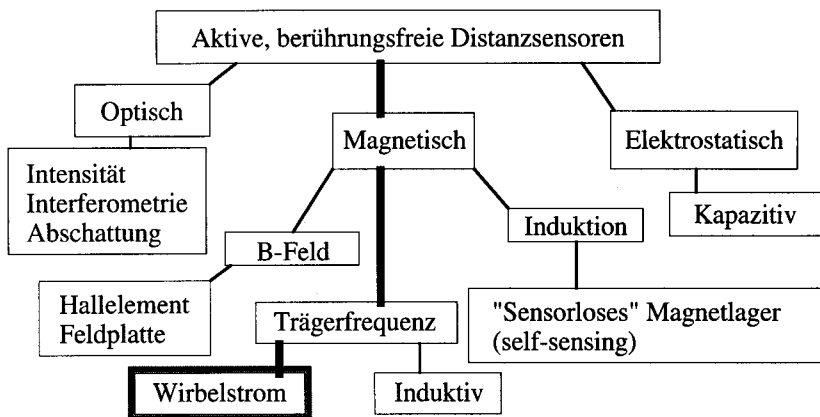 Aktive, berührungsfreie Distanzsensoren
Optisch
Magnetisch
Elektrostatisch
Intensität
Interferometrie
Abschattung
Kapazitiv
Induktion
B-Feld
Hallelement
Feldplatte
Trägerfrequenz
"Sensorloses" Magnetlager
(self-sensing)
Wirbelstrom
Induktiv